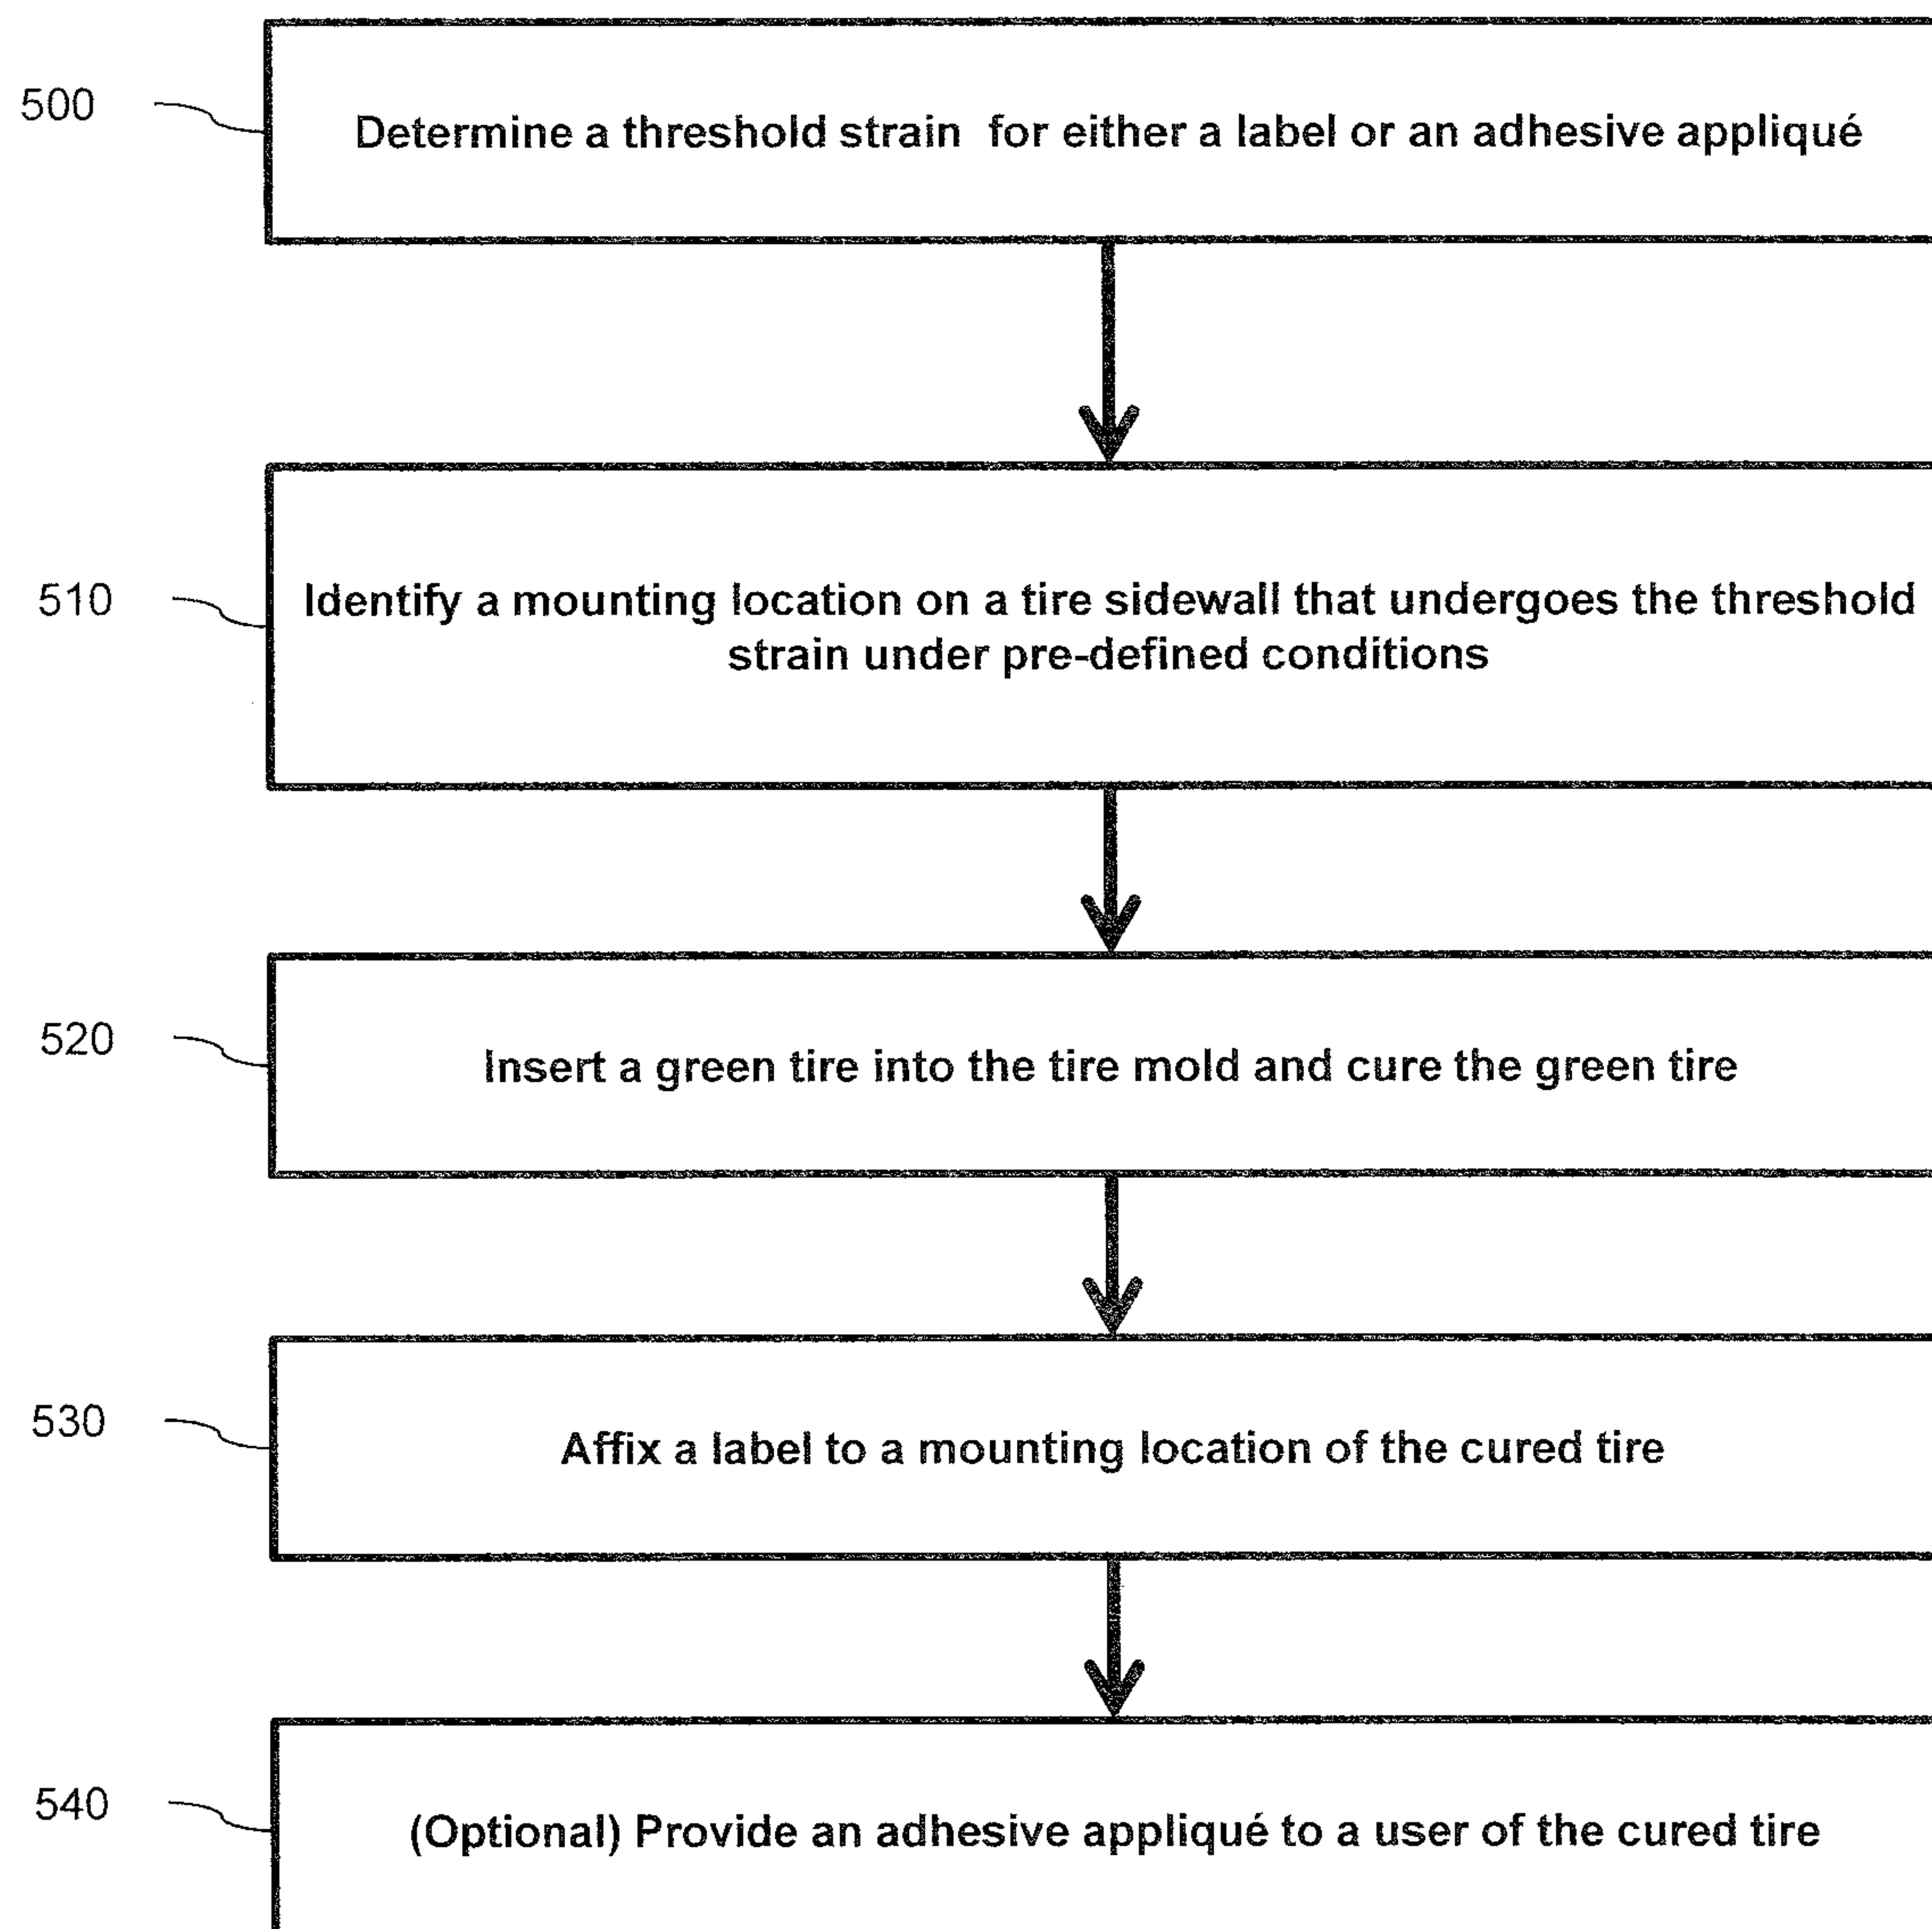 500
Determine a threshold strain for either a label or an adhesive appliqué
510
Identify a mounting location on a tire sidewall that undergoes the threshold
strain under pre-defined conditions
520
Insert a green tire into the tire mold and cure the green tire
530
Affix a label to a mounting location of the cured tire
540
(Optional) Provide an adhesive appliqué to a user of the cured tire